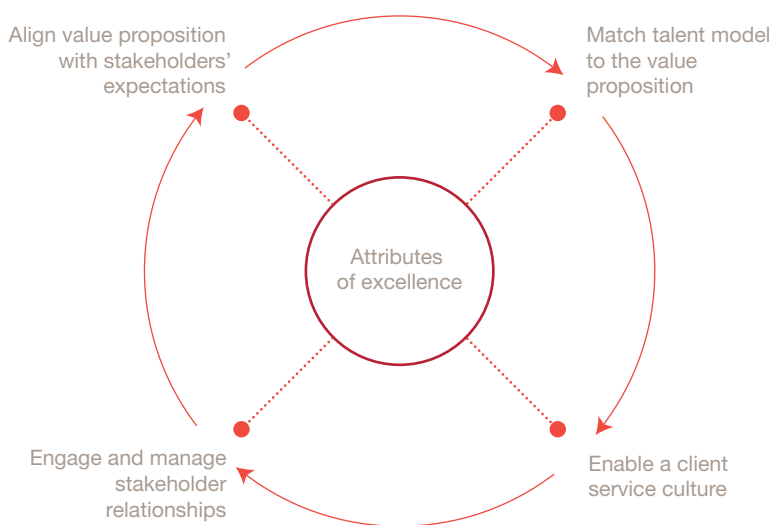 Align value proposition
with stakeholders’
expectations
Match talent model
to the value
proposition
Attributes
of excellence
Engage and manage
stakeholder
relationships
Enable a client
service culture